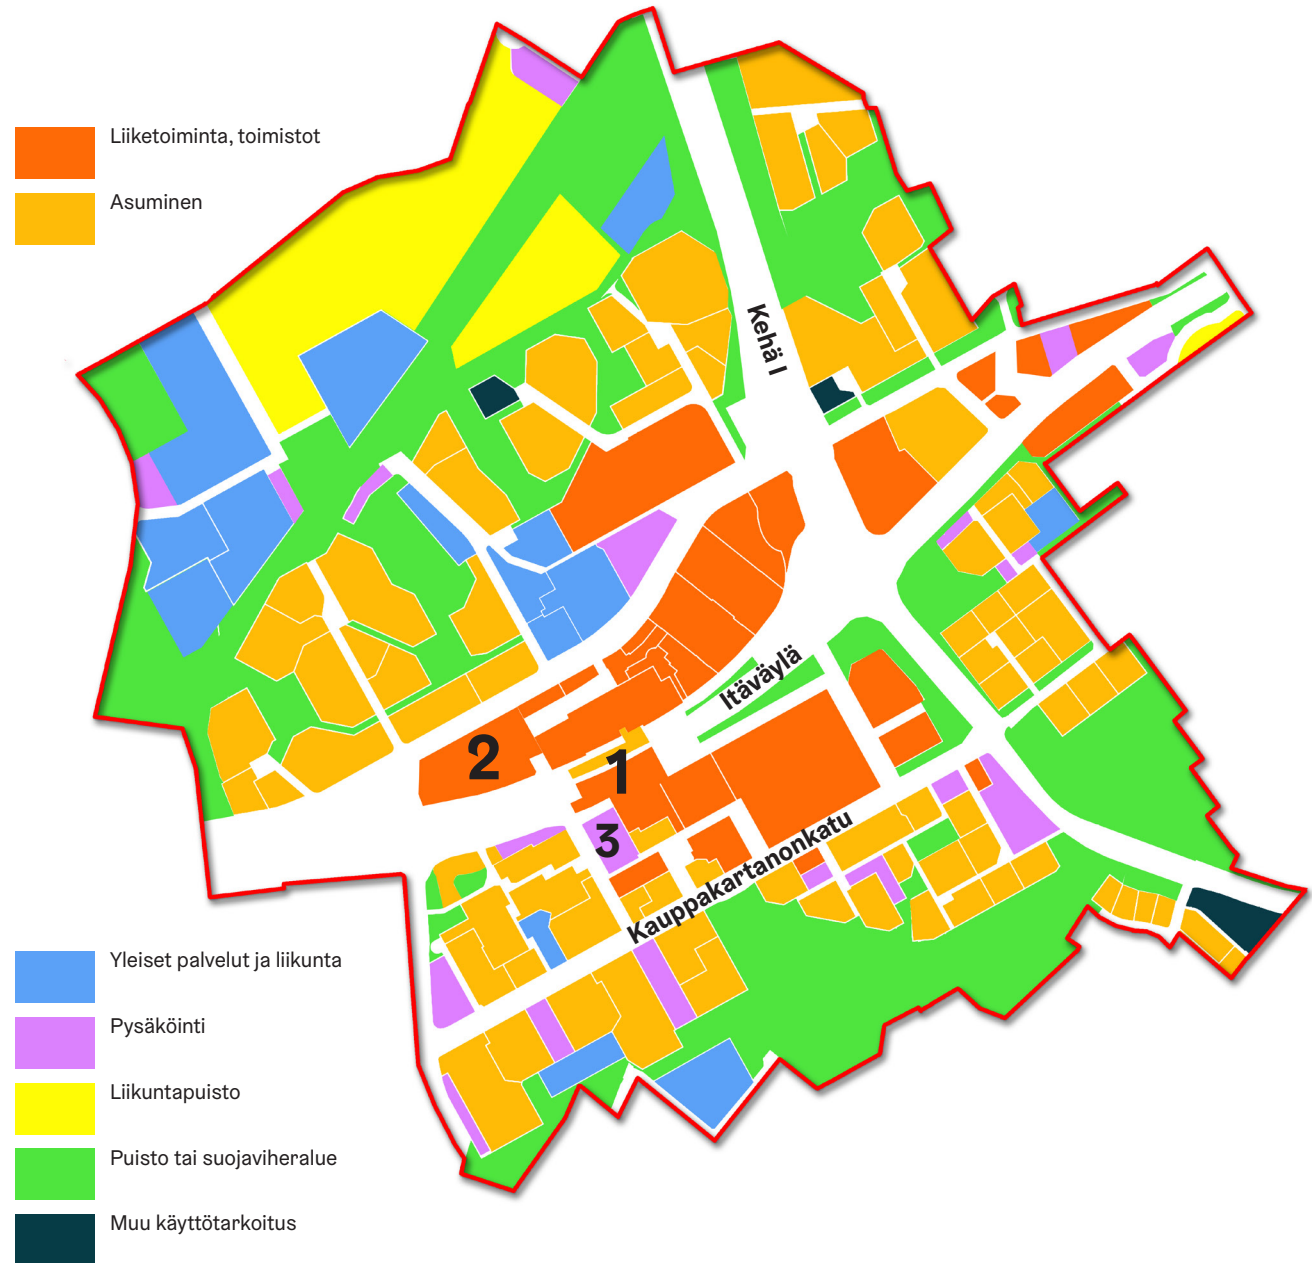 Liiketoiminta, toimistot
Asuminen
Kehä I
Itäväylä
2
1
3
Kauppakartanonkatu
Yleiset palvelut ja liikunta
Pysäköinti
Liikuntapuisto
Puisto tai suojaviheralue
Muu käyttötarkoitus